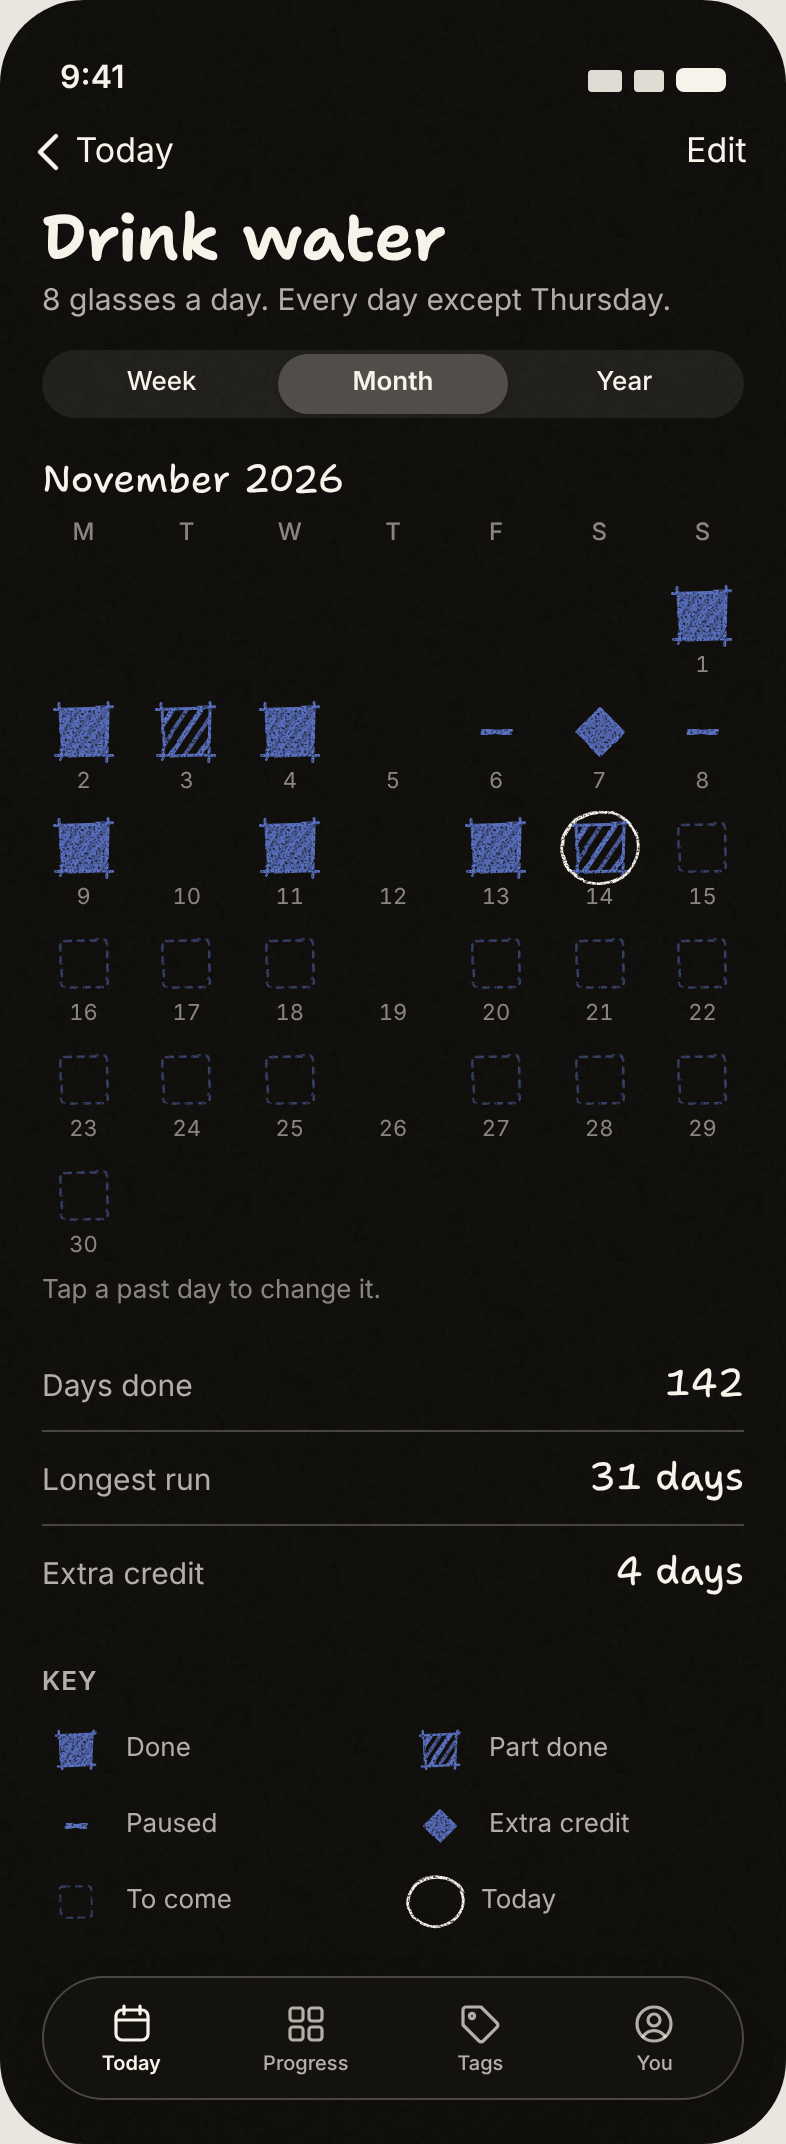 9:41
Today
Edit
Drink water
8 glasses a day. Every day except Thursday.
Week Month Year
November 2026
M T W T F S S
1
2 3 4 5 6 7 8
9 10 11 12 13 14 15
16 17 18 19 20 21 22
23 24 25 26 27 28 29
30
Tap a past day to change it.
Days done 142
Longest run 31 days
Extra credit 4 days
KEY
Done Part done
Paused Extra credit
To come Today
Today Progress Tags You